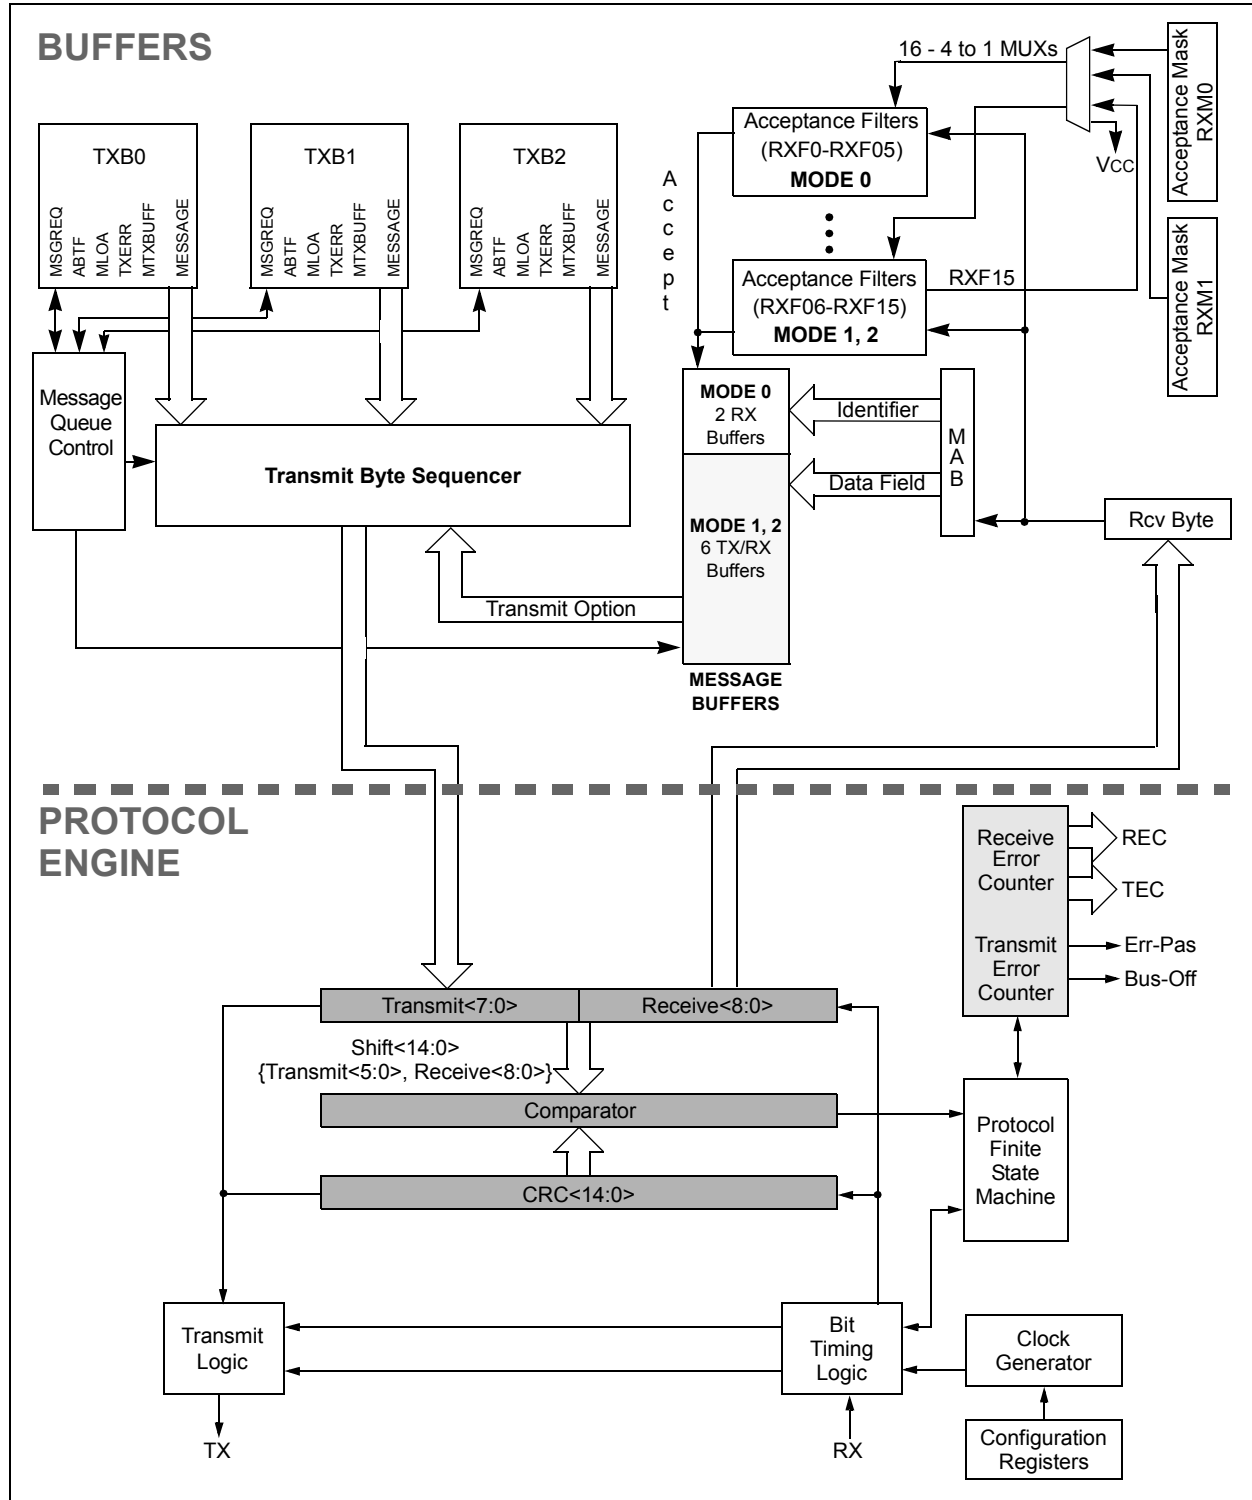 BUFFERS
16 - 4 to 1 MUXs
Acceptance Mask
RXM0
VCC
Acceptance Filters
(RXF0-RXF05)
MODE 0
Accept
TXB0
MSGREQ
ABTF
MLOA
TXERR
MTXBUFF
MESSAGE
TXB1
MSGREQ
ABTF
MLOA
TXERR
MTXBUFF
MESSAGE
TXB2
MSGREQ
ABTF
MLOA
TXERR
MTXBUFF
MESSAGE
Acceptance Filters
(RXF06-RXF15)
MODE 1, 2
RXF15
Acceptance Mask
RXM1
Message
Queue
Control
Transmit Byte Sequencer
MODE 0
2 RX
Buffers
Identifier
Data Field
MAB
Rcv Byte
MODE 1, 2
6 TX/RX
Buffers
Transmit Option
MESSAGE
BUFFERS
PROTOCOL
ENGINE
Receive
Error
Counter
REC
TEC
Transmit
Error
Counter
Err-Pas
Bus-Off
Transmit<7:0>
Receive<8:0>
Shift<14:0>
{Transmit<5:0>, Receive<8:0>}
Comparator
CRC<14:0>
Protocol
Finite
State
Machine
Transmit
Logic
Bit
Timing
Logic
Clock
Generator
TX
RX
Configuration
Registers